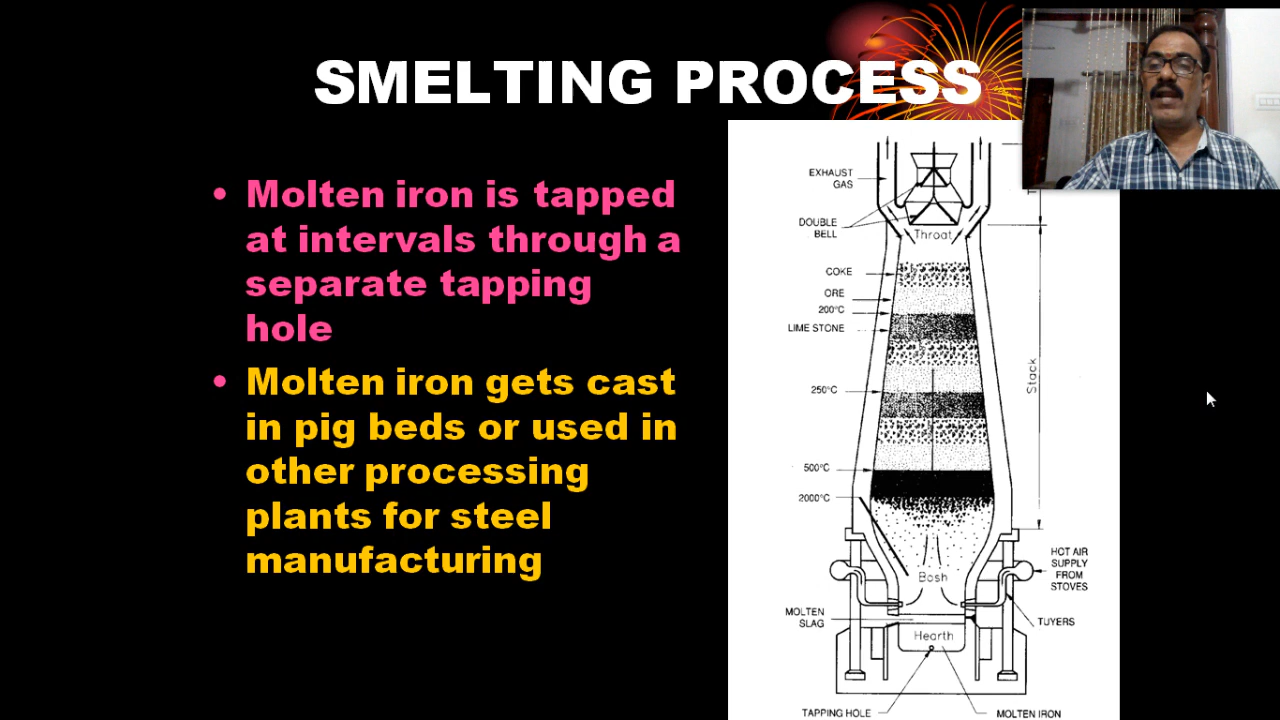 SMELTING PROCESS
• Molten iron is tapped
at intervals through a
separate tapping
hole
• Molten iron gets cast
in pig beds or used in
other processing
plants for steel
manufacturing
EXHAUST
GAS
DOUBLE
BELL
Throat
COKE
ORE
200°C
LIME STONE
Stack
250°C
500°C
2000°C
HOT AIR
SUPPLY
FROM
STOVES
Bosh
MOLTEN
SLAG
TUYERS
Hearth
TAPPING HOLE
MOLTEN IRON